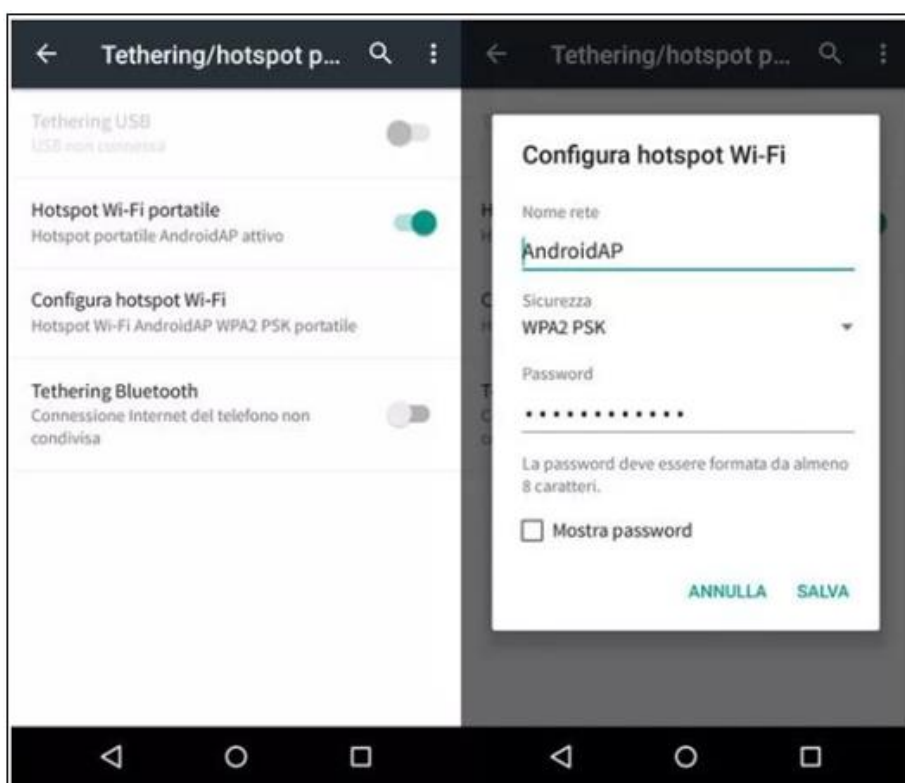 Tethering/hotspot p...
Tethering USB
USB non connessa
Hotspot Wi-Fi portatile
Hotspot portatile AndroidAP attivo
Configura hotspot Wi-Fi
Hotspot Wi-Fi AndroidAP WPA2 PSK portatile
Tethering Bluetooth
Connessione Internet del telefono non
condivisa
Tethering/hotspot p...
Configura hotspot Wi-Fi
Nome rete
AndroidAP
Sicurezza
WPA2 PSK
Password
••••••••••••
La password deve essere formata da almeno
8 caratteri.
Mostra password
ANNULLA SALVA